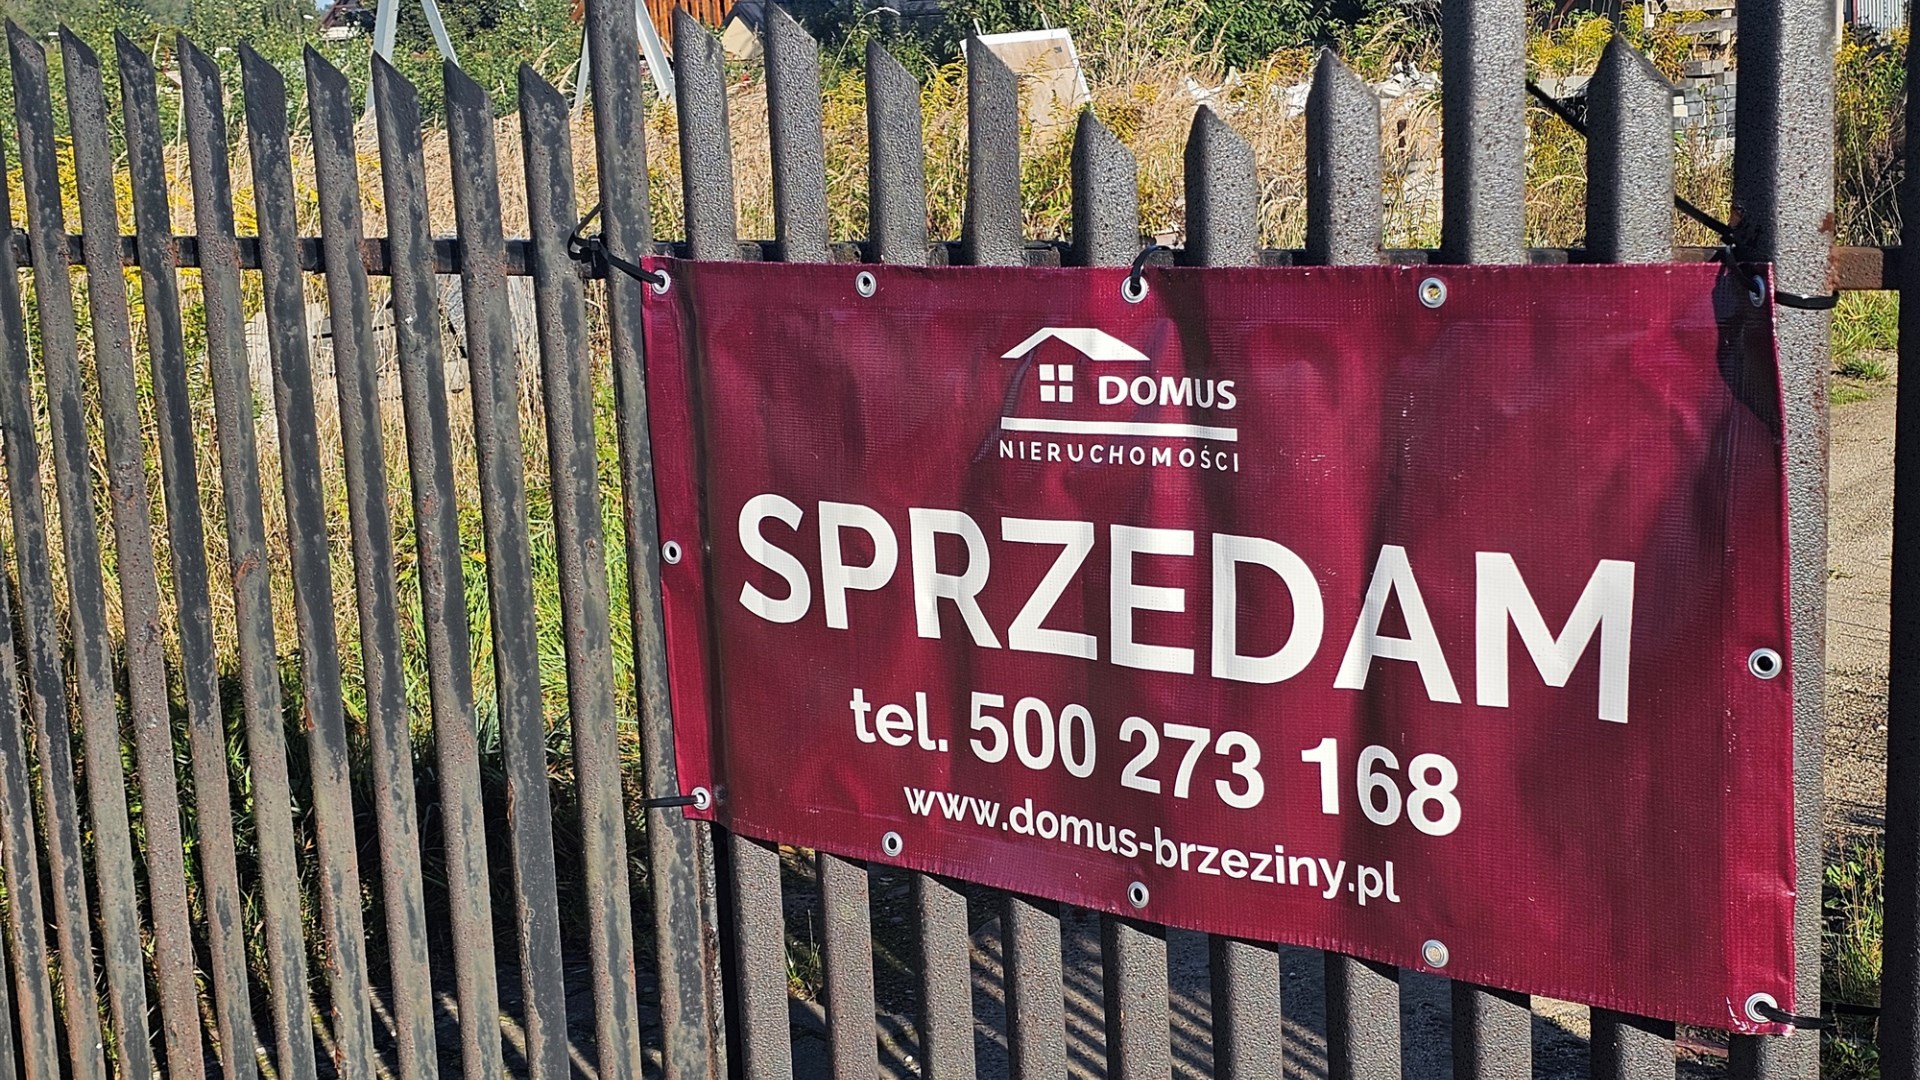 DOMUS
NIERUCHOMOŚCI
SPRZEDAM
tel. 500 273 168
www.domus-brzeziny.pl